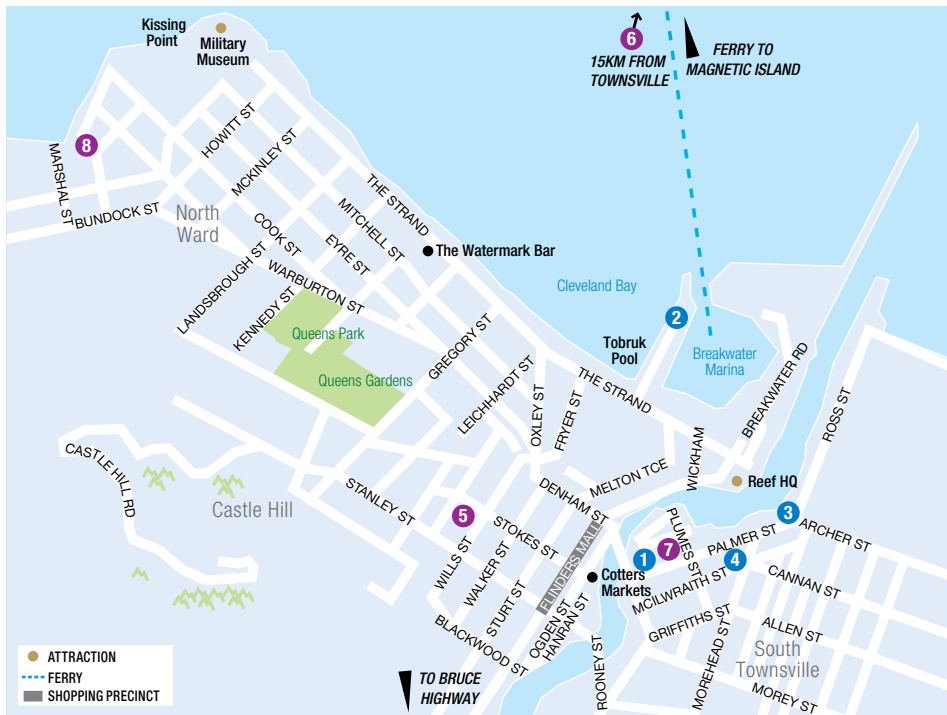 Kissing
Point
Military
Museum
6
15KM FROM
TOWNSVILLE
FERRY TO
MAGNETIC ISLAND
8
HOWITT ST
MCKINLEY ST
MARSHAL ST
BUNDOCK ST
North
Ward
THE STRAND
MITCHELL ST
COOK ST
EYRE ST
The Watermark Bar
LANDSBROUGH ST
WARBURTON ST
KENNEDY ST
Cleveland Bay
2
Queens Park
Tobruk
Pool
Breakwater
Marina
BREAKWATER RD
GREGORY ST
Queens Gardens
LEICHHARDT ST
THE STRAND
OXLEY ST
FRYER ST
ROSS ST
CASTLE HILL RD
Castle Hill
STANLEY ST
MELTON TCE
WICKHAM
Reef HQ
DENHAM ST
5
STOKES ST
3
PLUMES ST
PALMER ST
ARCHER ST
1
7
4
WILLS ST
WALKER ST
FLINDERS MALL
Cotters
Markets
MCILWRAITH ST
CANNAN ST
STURT ST
OGDEN ST
HANRAN ST
BLACKWOOD ST
GRIFFITHS ST
ALLEN ST
South
Townsville
ROONEY ST
MOREHEAD ST
MOREY ST
ATTRACTION
FERRY
SHOPPING PRECINCT
TO BRUCE
HIGHWAY